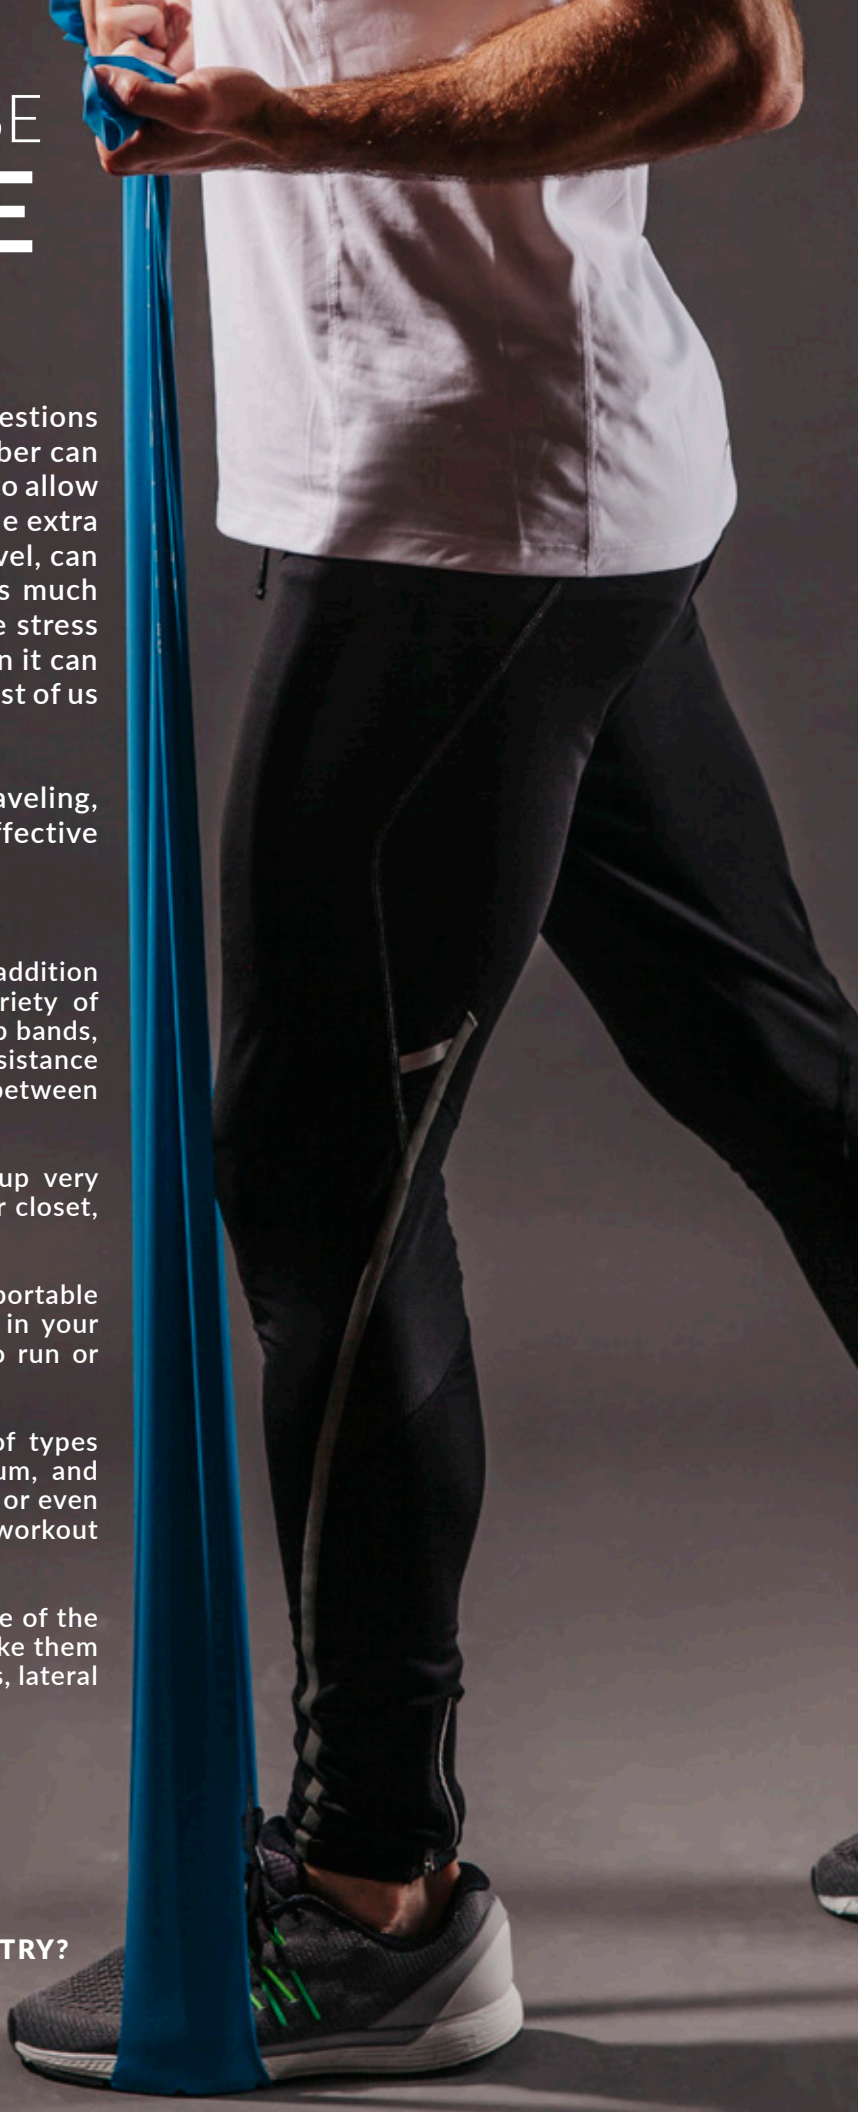 BE
E
estions
ber can
o allow
e extra
vel, can
s much
e stress
n it can
st of us
aveling,
ffective
addition
riety of
p bands,
sistance
between
up very
r closet,
portable
in your
o run or
of types
um, and
or even
workout
e of the
ke them
s, lateral
TRY?